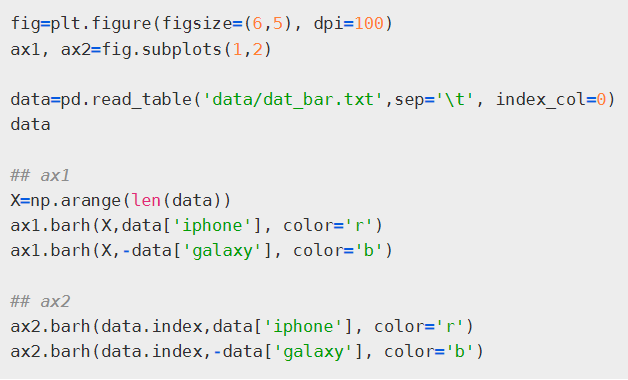 fig=plt.figure(figsize=(6,5), dpi=100)
ax1, ax2=fig.subplots(1,2)
data=pd.read_table('data/dat_bar.txt',sep='\t', index_col=0)
data
## ax1
X=np.arange(len(data))
ax1.barh(X,data['iphone'], color='r')
ax1.barh(X,-data['galaxy'], color='b')
## ax2
ax2.barh(data.index,data['iphone'], color='r')
ax2.barh(data.index,-data['galaxy'], color='b')